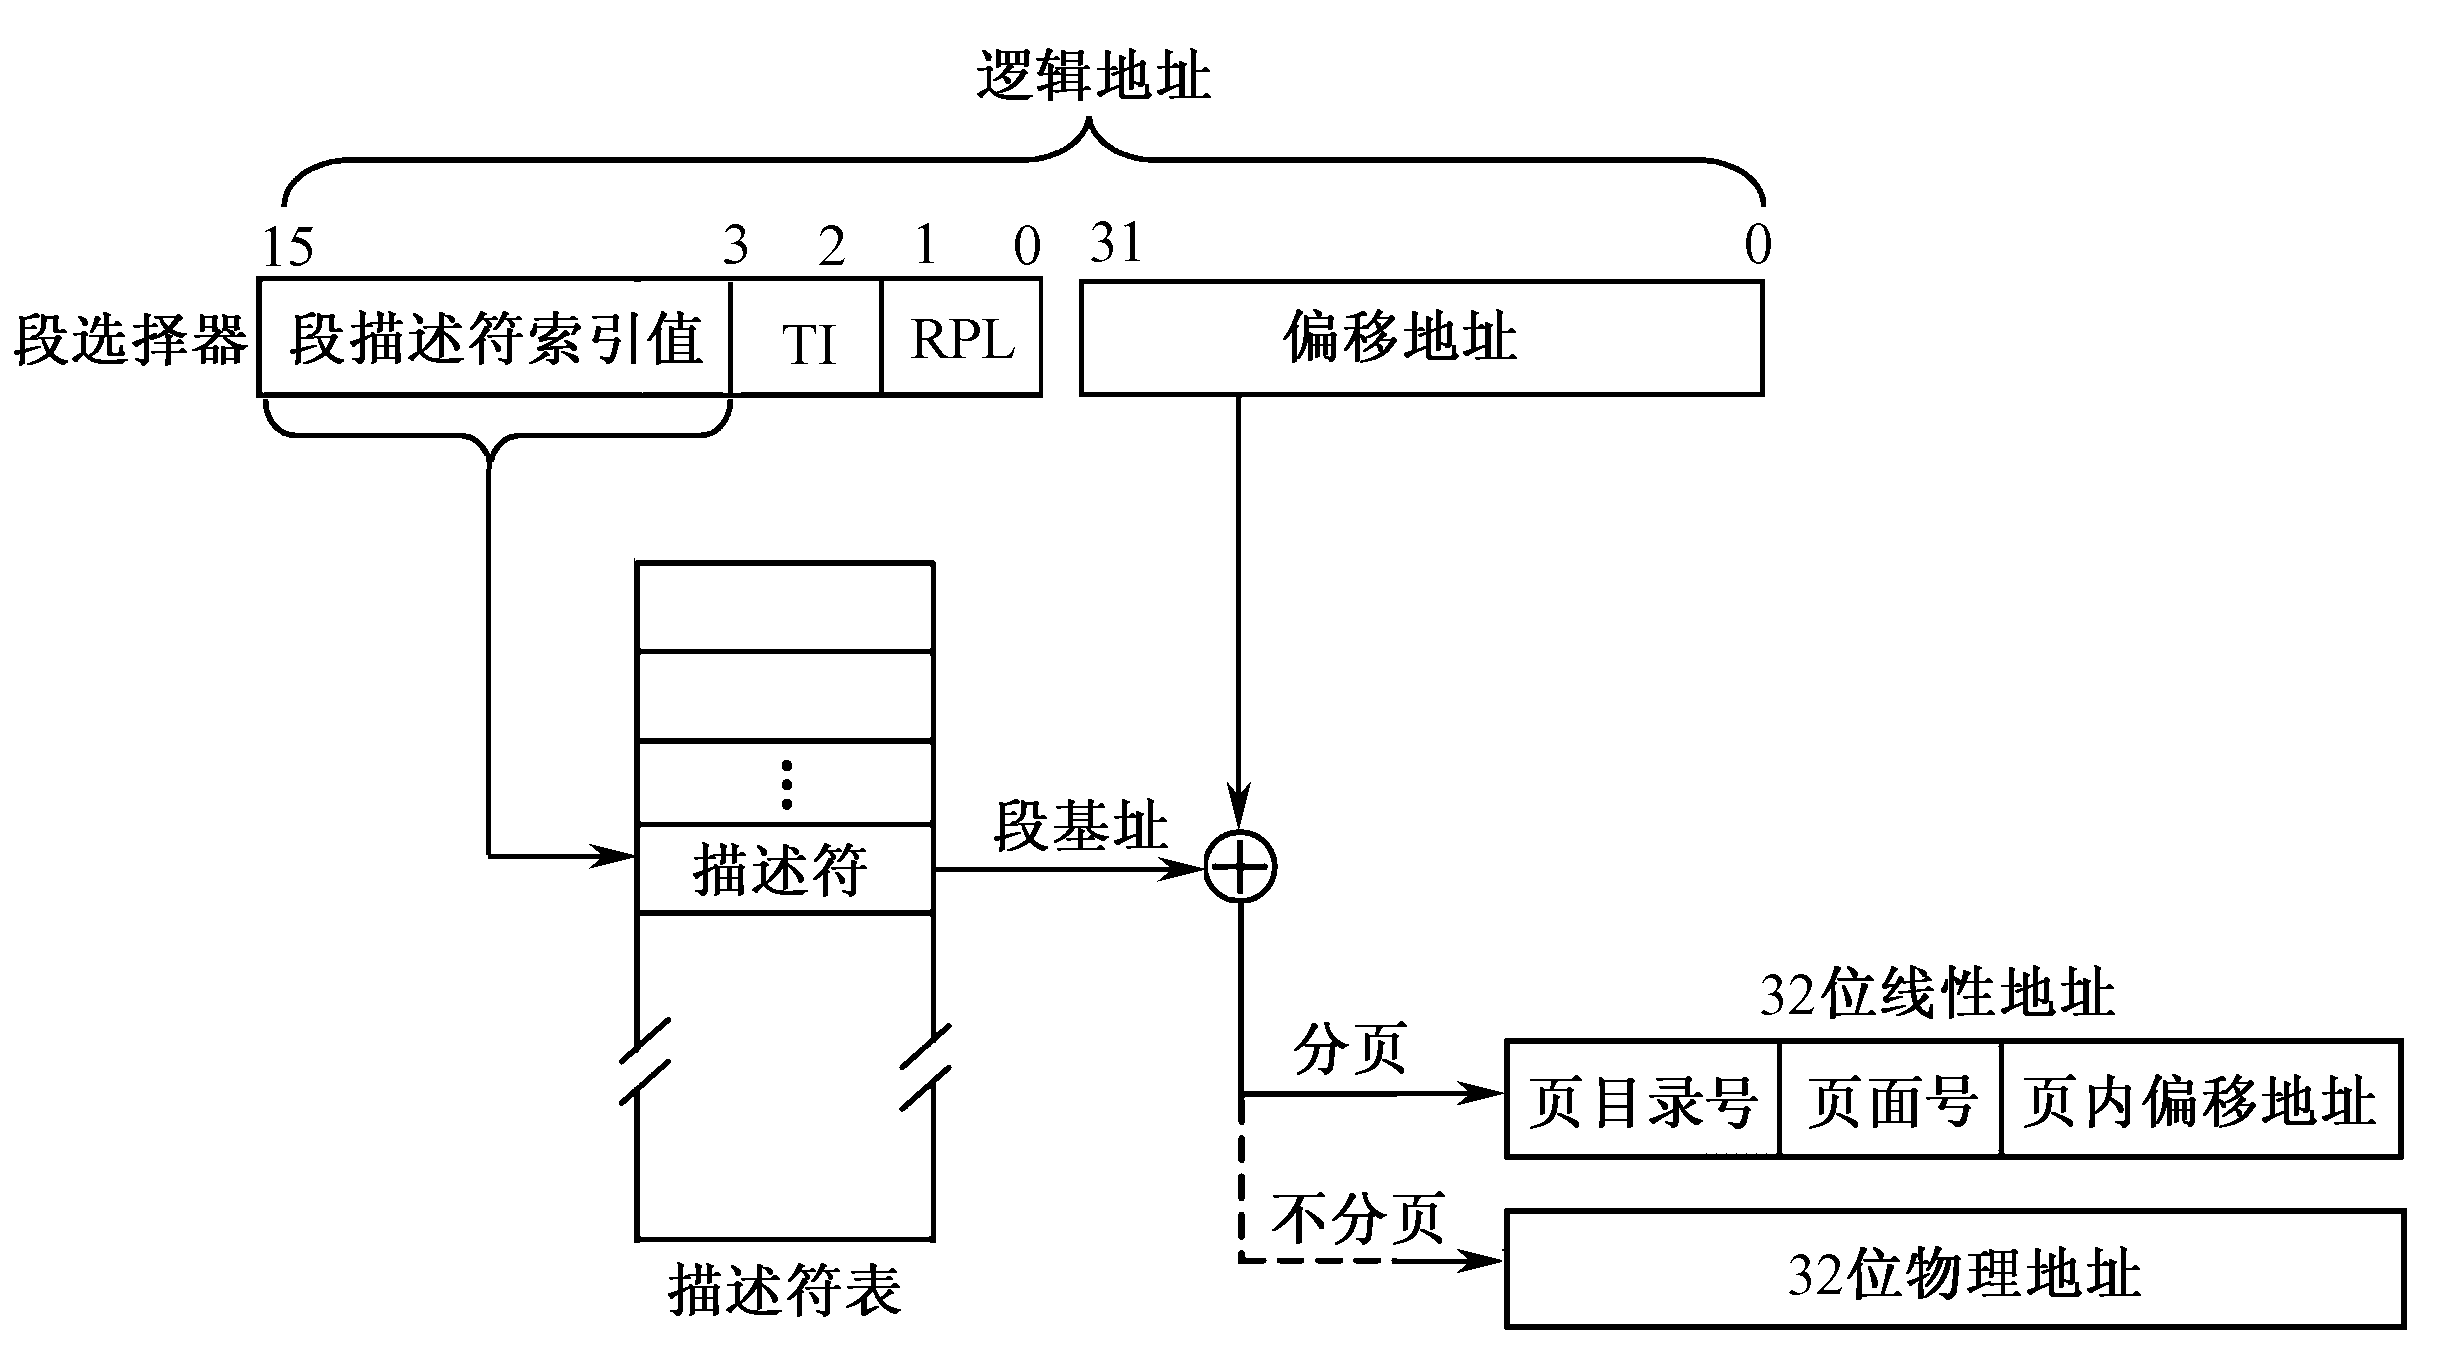 逻辑地址
15 3 2 1 0 31 0
段选择器 段描述符索引值 TI RPL 偏移地址
段基址
描述符
32位线性地址
分页
页目录号 页面号 页内偏移地址
不分页
32位物理地址
描述符表